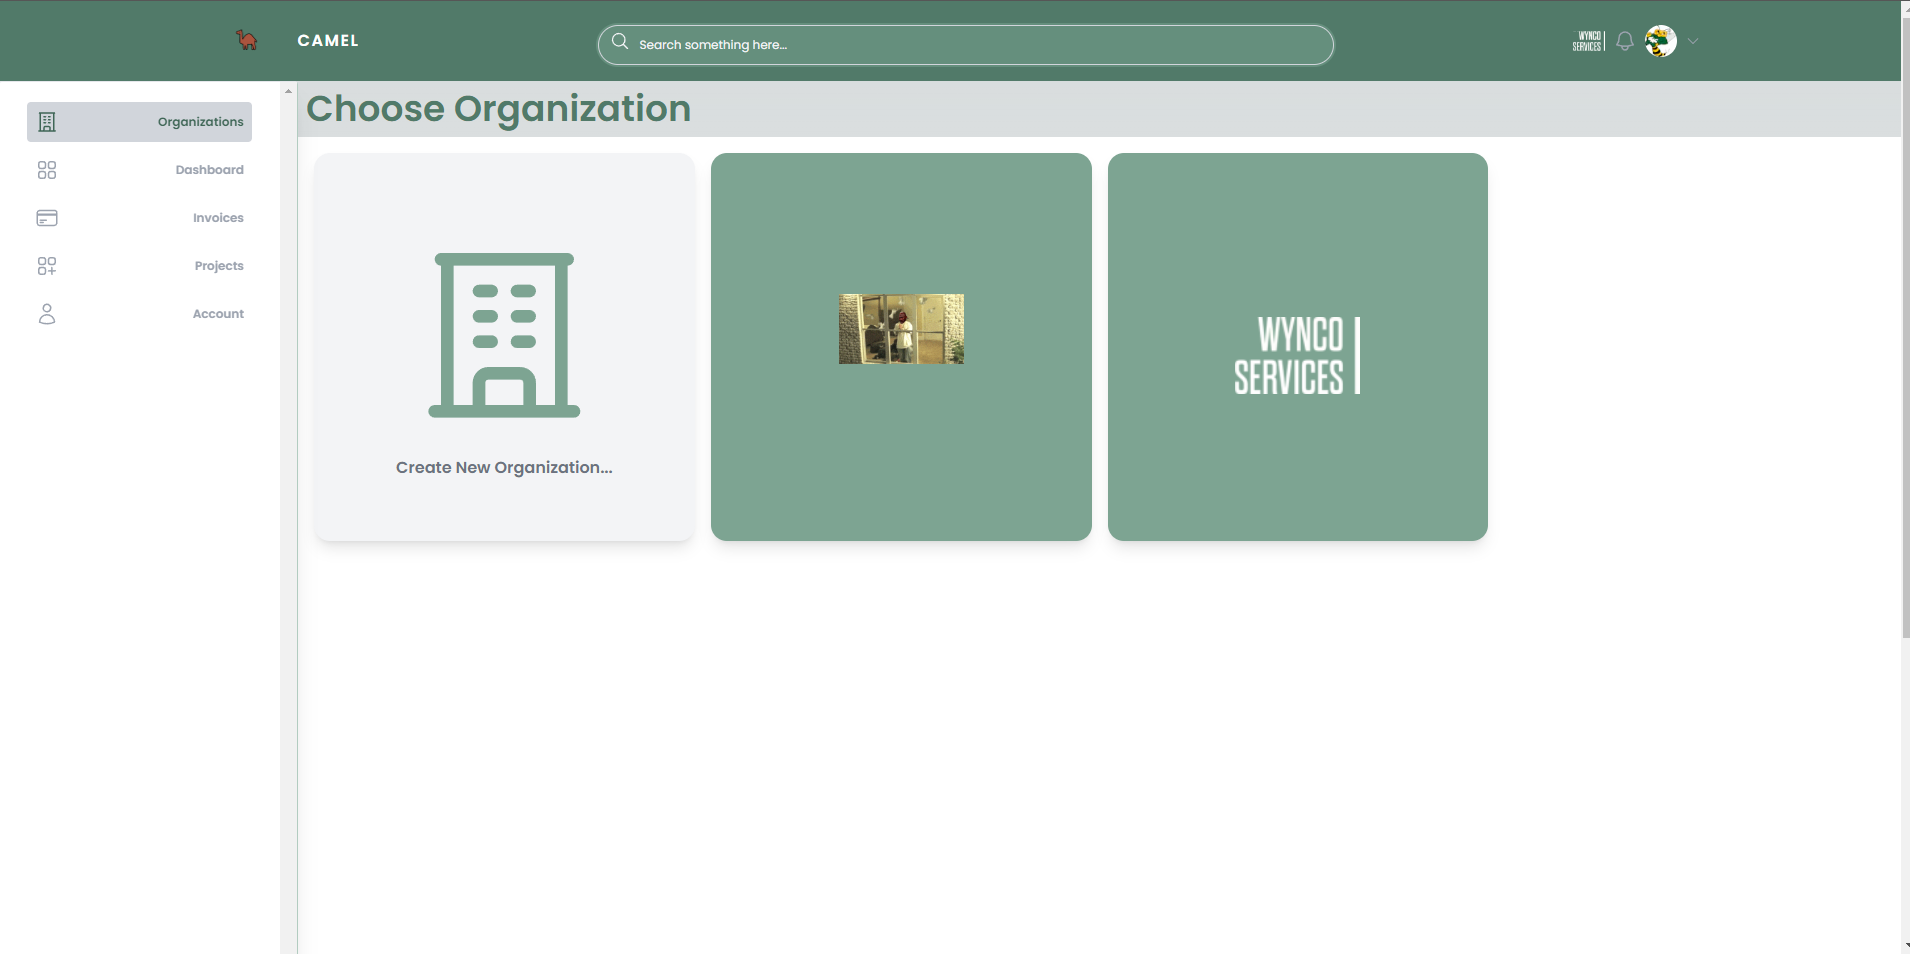 CAMEL
Search something here...
WYNCO
SERVICES
Organizations
Dashboard
Invoices
Projects
Account
Choose Organization
Create New Organization...
WYNCO
SERVICES